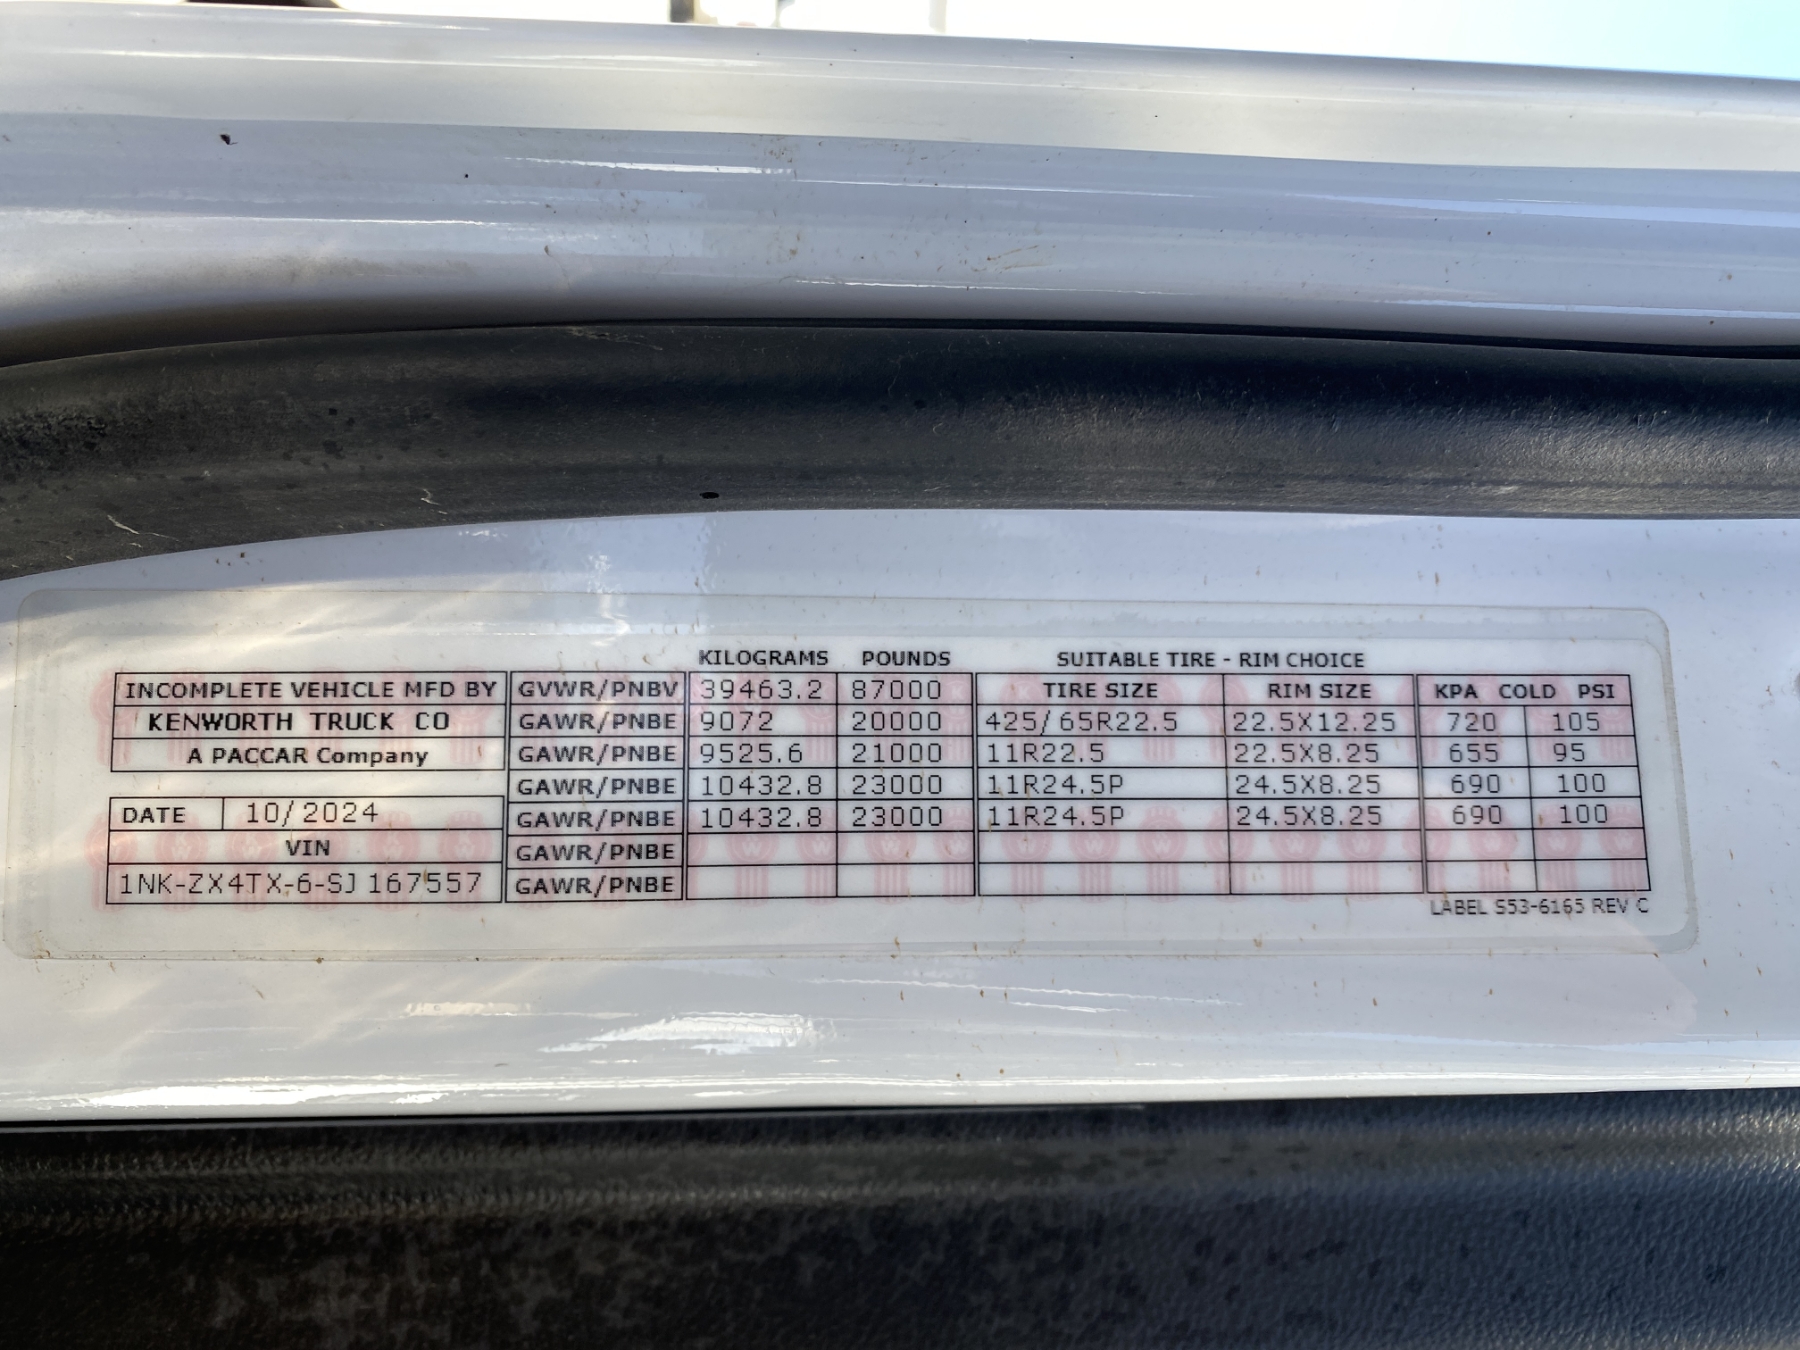 KILOGRAMS POUNDS SUITABLE TIRE - RIM CHOICE
INCOMPLETE VEHICLE MFD BY GVWR/PNBV 39463.2 87000 TIRE SIZE RIM SIZE KPA COLD PSI
KENWORTH TRUCK CO GAWR/PNBE 9072 20000 425/65R22.5 22.5X12.25 720 105
A PACCAR Company GAWR/PNBE 9525.6 21000 11R22.5 22.5X8.25 655 95
GAWR/PNBE 10432.8 23000 11R24.5P 24.5X8.25 690 100
DATE 10/2024 GAWR/PNBE 10432.8 23000 11R24.5P 24.5X8.25 690 100
VIN GAWR/PNBE
1NK-ZX4TX-6-SJ 167557 GAWR/PNBE
LABEL S53-6165 REV C